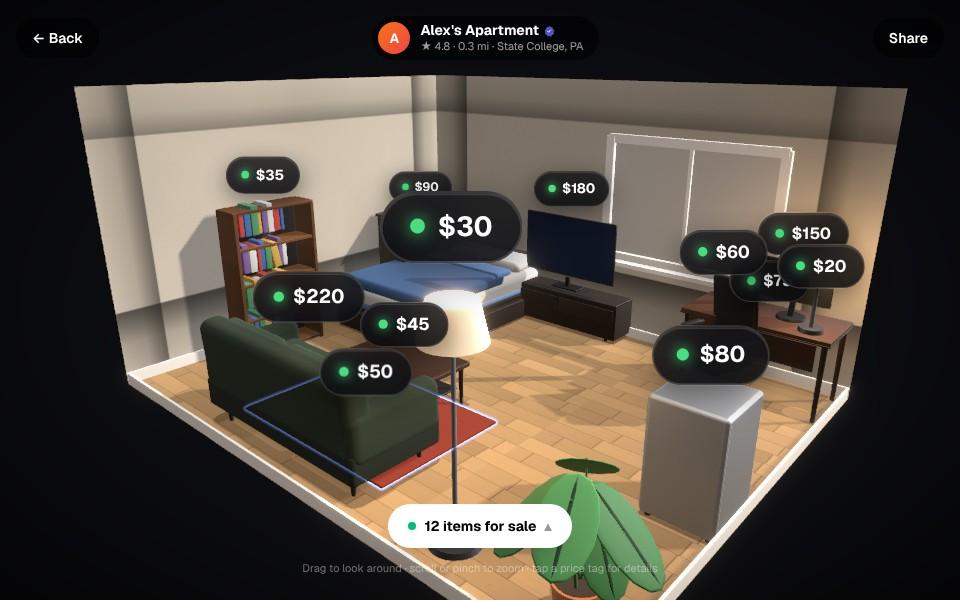 ← Back
A
Alex's Apartment
★ 4.8 · 0.3 mi · State College, PA
Share
$35
$90
$180
$30
$150
$60
$20
$220
$45
$80
$50
12 items for sale ▲
Drag to look around · scroll or pinch to zoom · tap a price tag for details